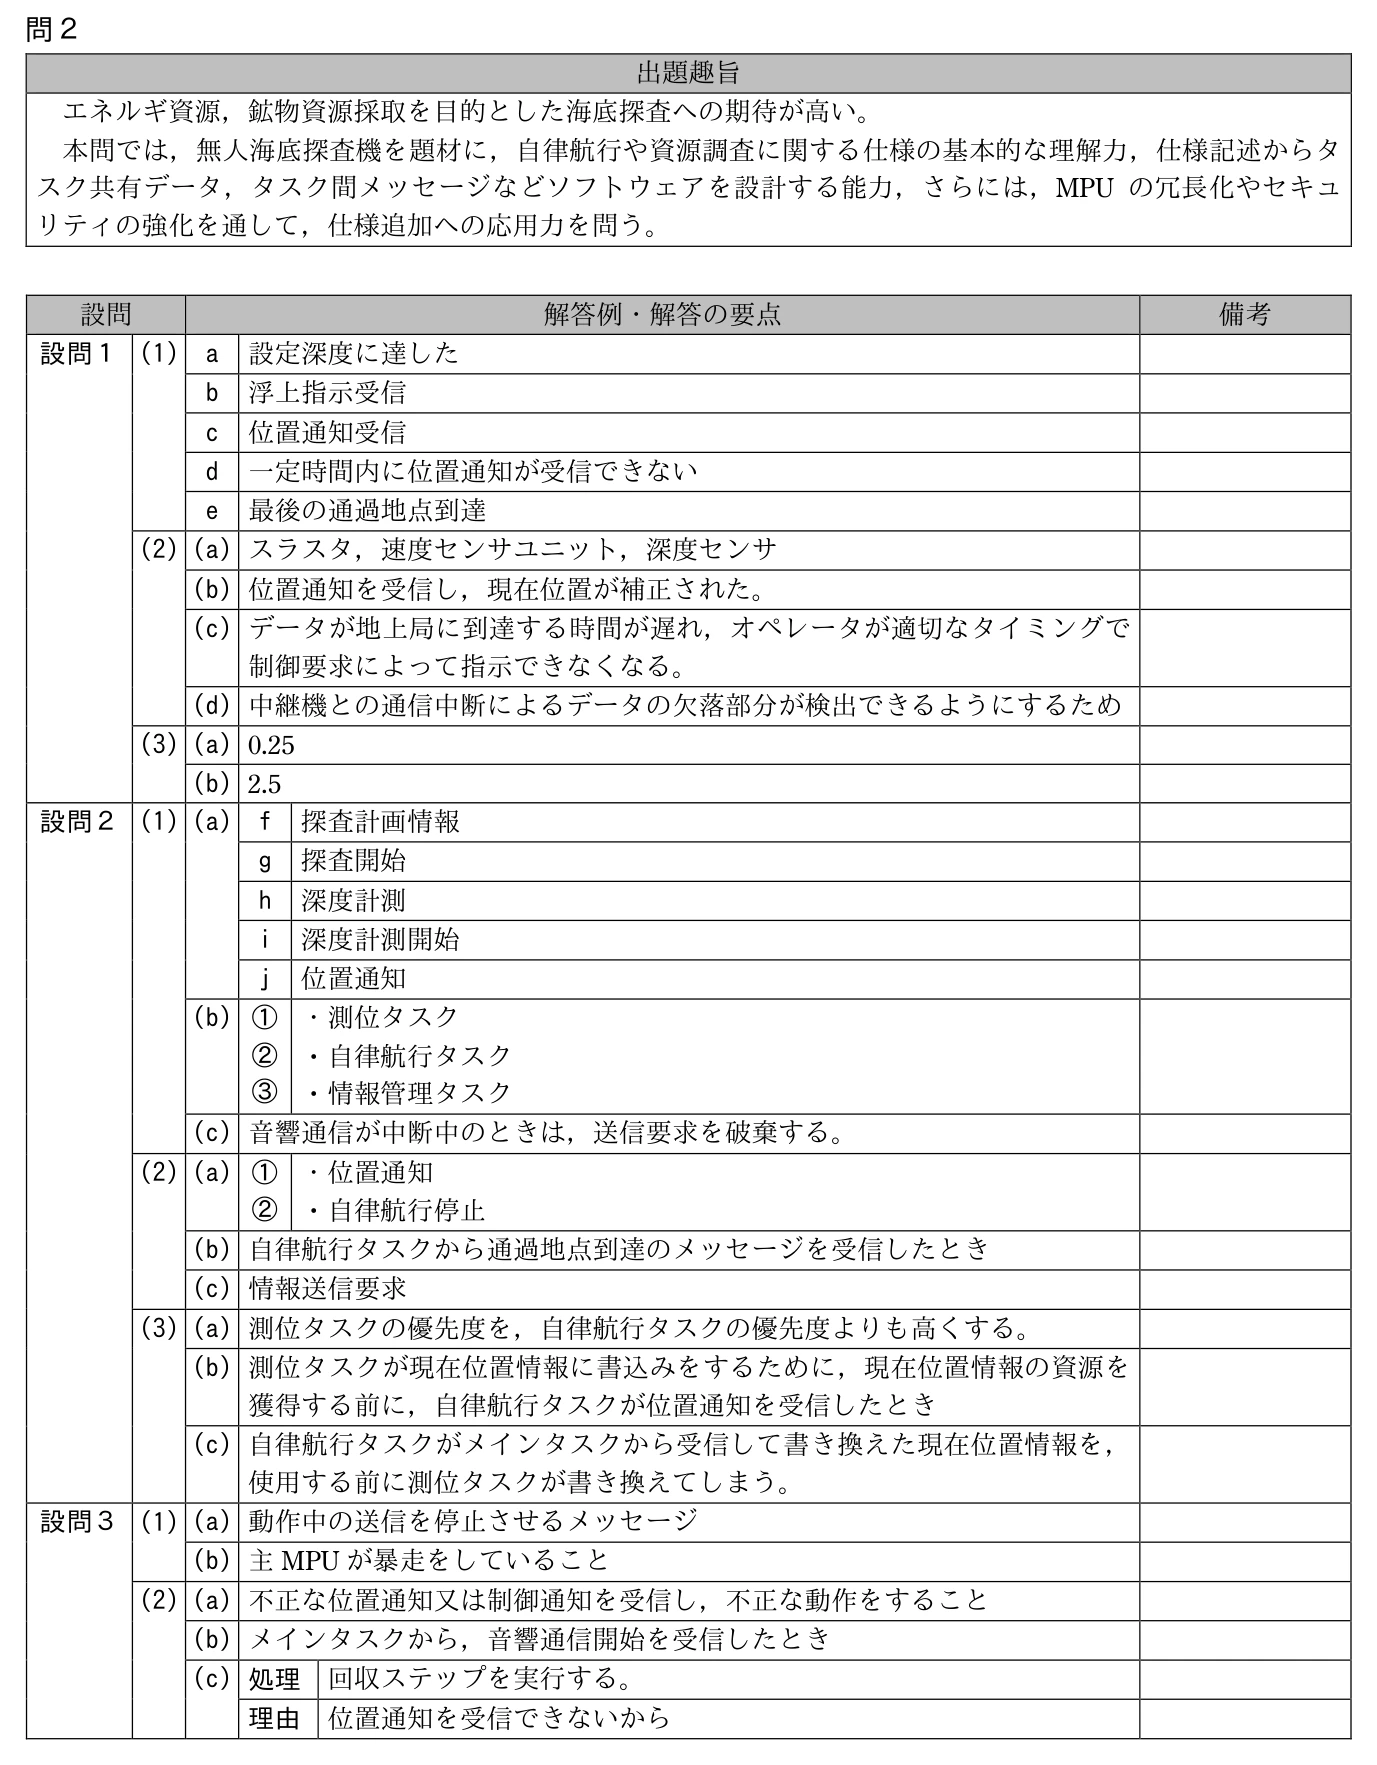 問2
出題趣旨
エネルギ資源，鉱物資源採取を目的とした海底探査への期待が高い。
本問では，無人海底探査機を題材に，自律航行や資源調査に関する仕様の基本的な理解力，仕様記述からタ
スク共有データ，タスク間メッセージなどソフトウェアを設計する能力，さらには，MPU の冗長化やセキュ
リティの強化を通して，仕様追加への応用力を問う。
設問 解答例・解答の要点 備考
設問1 (1) a 設定深度に達した
b 浮上指示受信
c 位置通知受信
d 一定時間内に位置通知が受信できない
e 最後の通過地点到達
(2) (a) スラスタ，速度センサユニット，深度センサ
(b) 位置通知を受信し，現在位置が補正された。
(c) データが地上局に到達する時間が遅れ，オペレータが適切なタイミングで
制御要求によって指示できなくなる。
(d) 中継機との通信中断によるデータの欠落部分が検出できるようにするため
(3) (a) 0.25
(b) 2.5
設問2 (1) (a) f 探査計画情報
g 探査開始
h 深度計測
i 深度計測開始
j 位置通知
(b) ① ・測位タスク
② ・自律航行タスク
③ ・情報管理タスク
(c) 音響通信が中断中のときは，送信要求を破棄する。
(2) (a) ① ・位置通知
② ・自律航行停止
(b) 自律航行タスクから通過地点到達のメッセージを受信したとき
(c) 情報送信要求
(3) (a) 測位タスクの優先度を，自律航行タスクの優先度よりも高くする。
(b) 測位タスクが現在位置情報に書込みをするために，現在位置情報の資源を
獲得する前に，自律航行タスクが位置通知を受信したとき
(c) 自律航行タスクがメインタスクから受信して書き換えた現在位置情報を，
使用する前に測位タスクが書き換えてしまう。
設問3 (1) (a) 動作中の送信を停止させるメッセージ
(b) 主 MPU が暴走をしていること
(2) (a) 不正な位置通知又は制御通知を受信し，不正な動作をすること
(b) メインタスクから，音響通信開始を受信したとき
(c) 処理 回収ステップを実行する。
理由 位置通知を受信できないから